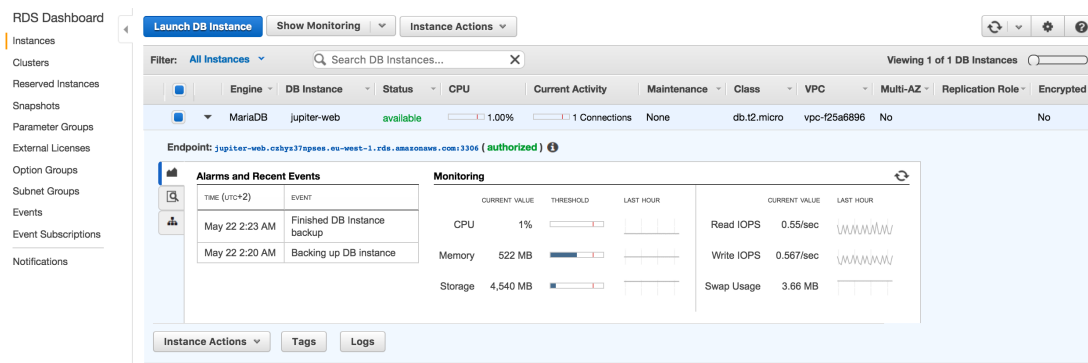 RDS Dashboard
Instances
Clusters
Reserved Instances
Snapshots
Parameter Groups
External Licenses
Option Groups
Subnet Groups
Events
Event Subscriptions
Notifications
Launch DB Instance Show Monitoring Instance Actions
Filter: All Instances Search DB Instances... X Viewing 1 of 1 DB Instances
Engine DB Instance Status CPU Current Activity Maintenance Class VPC Multi-AZ Replication Role Encrypted
MariaDB jupiter-web available 1.00% 1 Connections None db.t2.micro vpc-f25a6896 No No
Endpoint: jupiter-web.czhyz37npses.eu-west-1.rds.amazonaws.com:3306 ( authorized )
Alarms and Recent Events
TIME (UTC+2) EVENT
May 22 2:23 AM Finished DB Instance backup
May 22 2:20 AM Backing up DB instance
Monitoring
CURRENT VALUE THRESHOLD LAST HOUR CURRENT VALUE LAST HOUR
CPU 1% Read IOPS 0.55/sec
Memory 522 MB Write IOPS 0.567/sec
Storage 4,540 MB Swap Usage 3.66 MB
Instance Actions Tags Logs